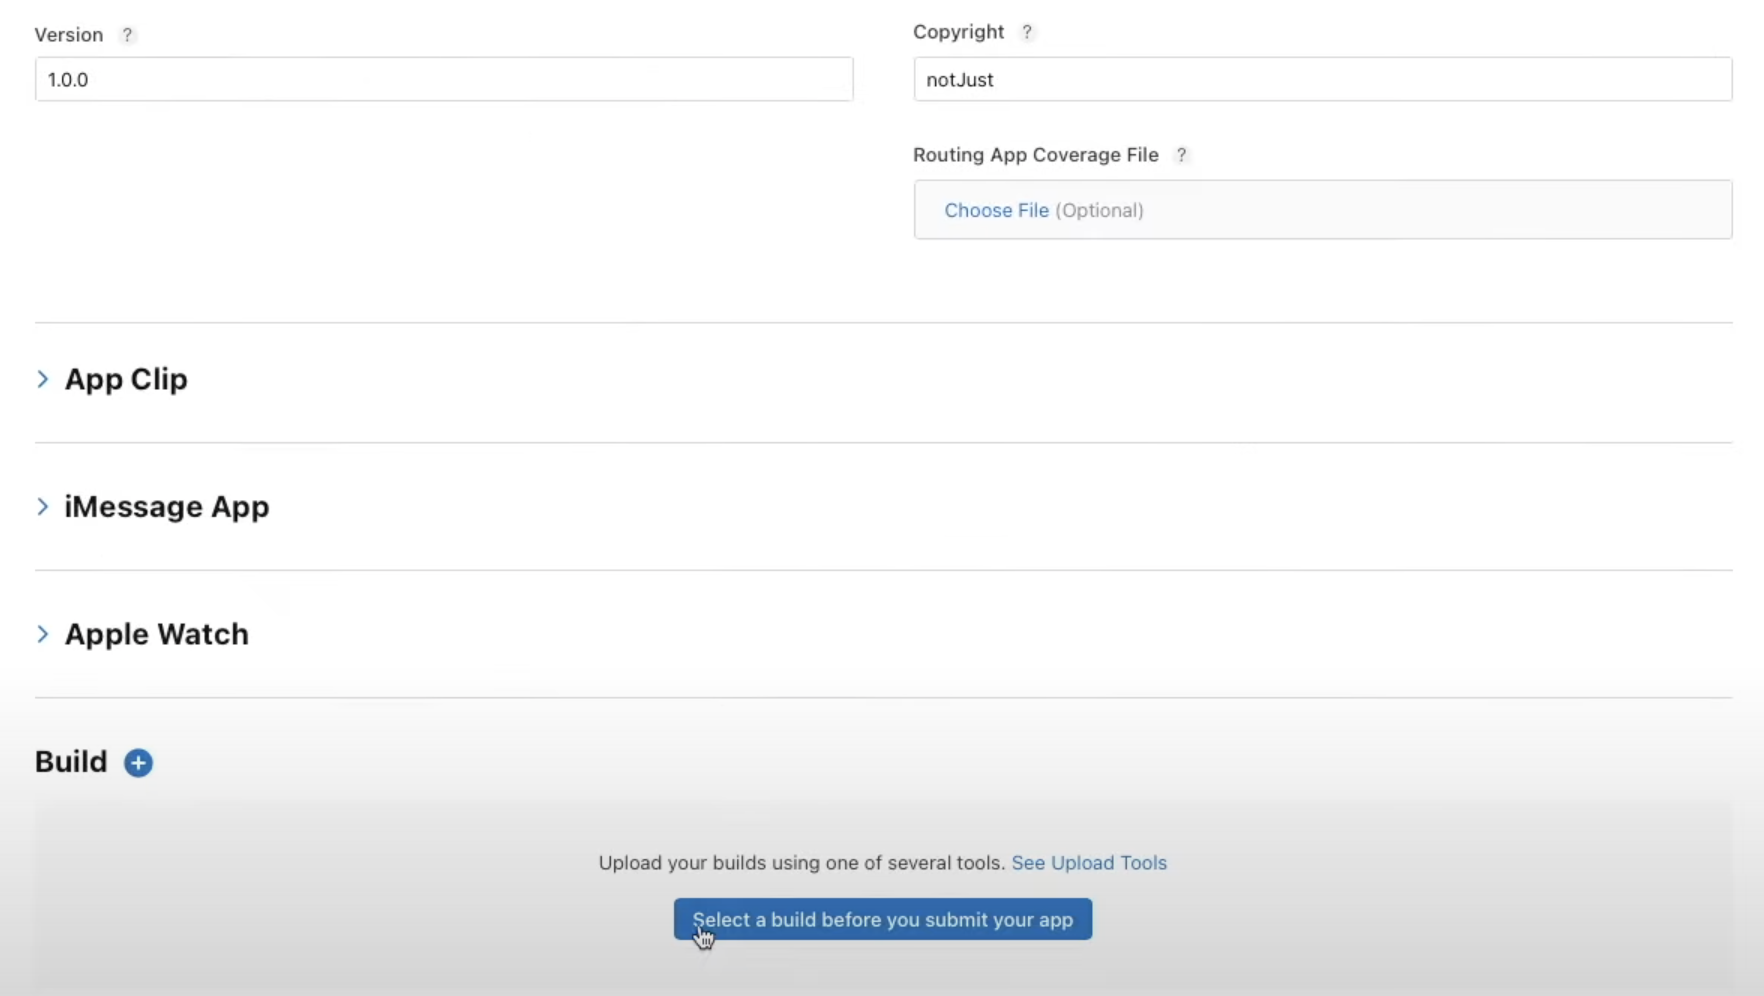 Version ?
1.0.0
Copyright ?
notJust
Routing App Coverage File ?
Choose File (Optional)
App Clip
iMessage App
Apple Watch
Build
Upload your builds using one of several tools. See Upload Tools
Select a build before you submit your app